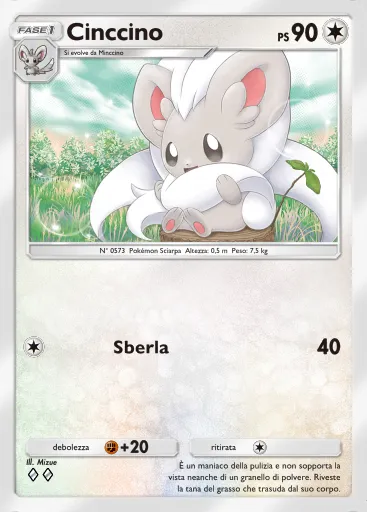 FASE 1
Cinccino
PS 90
Si evolve da Minccino
N° 0573 Pokémon Sciarpa Altezza: 0,5 m Peso: 7,5 kg
Sberla 40
debolezza +20
ritirata
Ill. Mizue
È un maniaco della pulizia e non sopporta la
vista neanche di un granello di polvere. Riveste
la tana del grasso che trasuda dal suo corpo.